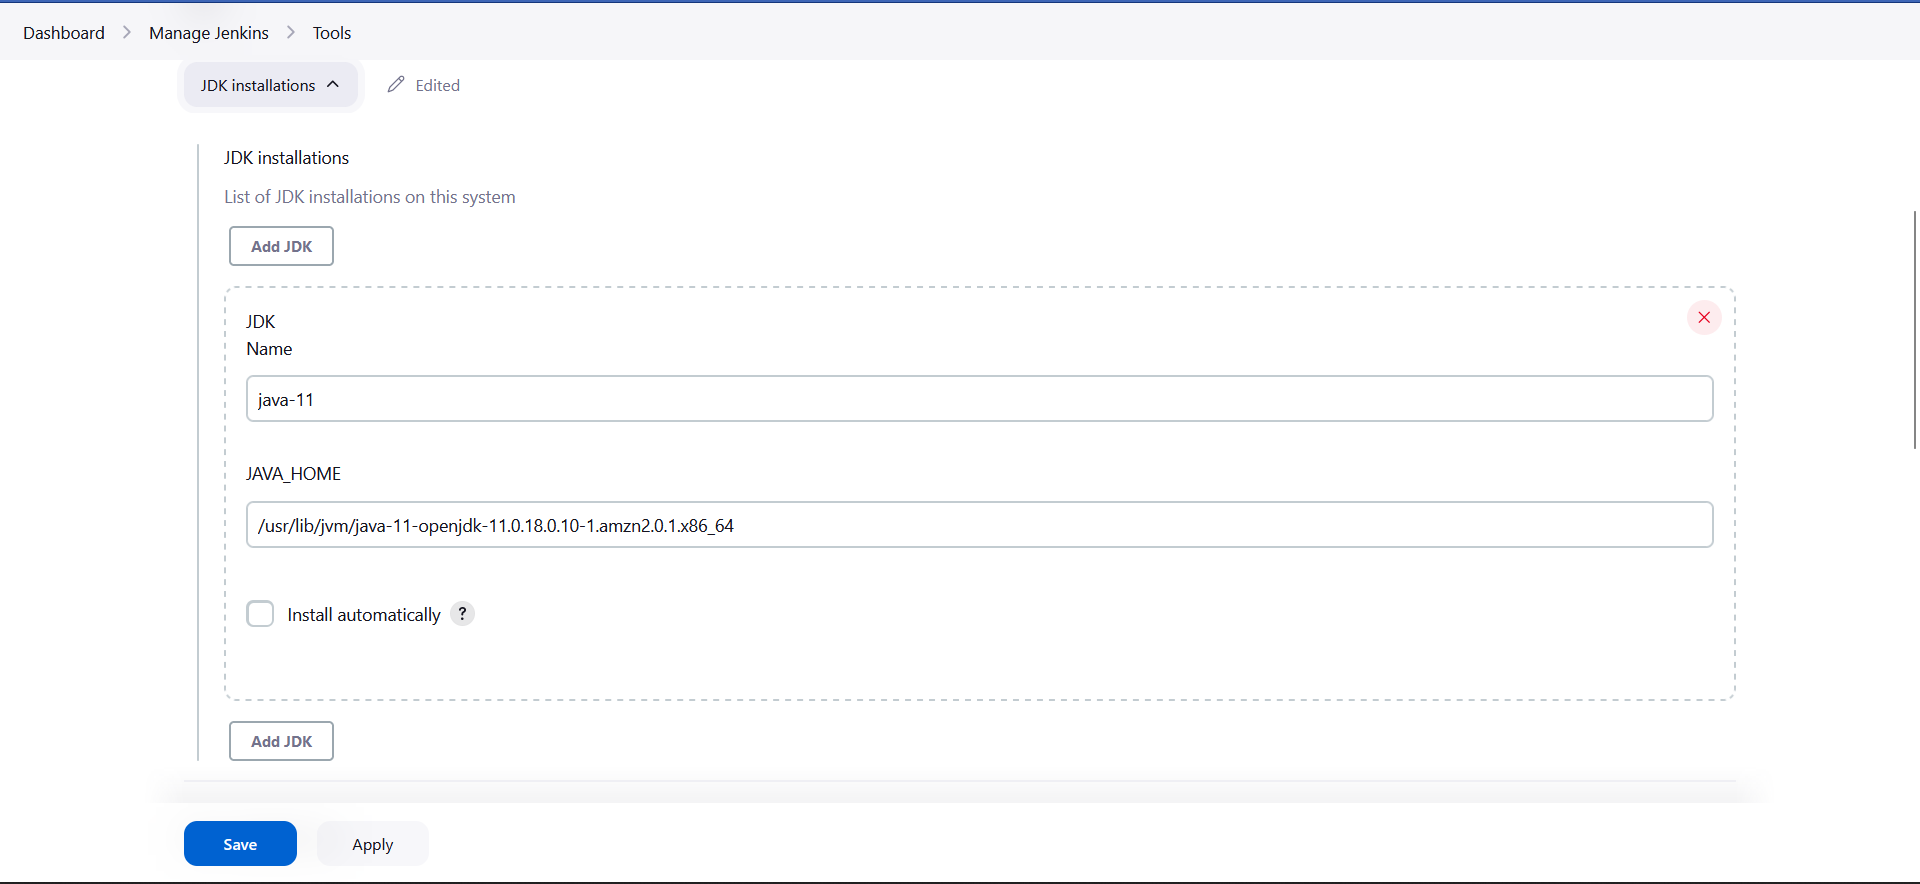 Dashboard > Manage Jenkins > Tools
JDK installations Edited
JDK installations
List of JDK installations on this system
Add JDK
JDK
Name
java-11
JAVA_HOME
/usr/lib/jvm/java-11-openjdk-11.0.18.0.10-1.amzn2.0.1.x86_64
Install automatically ?
Add JDK
Save Apply